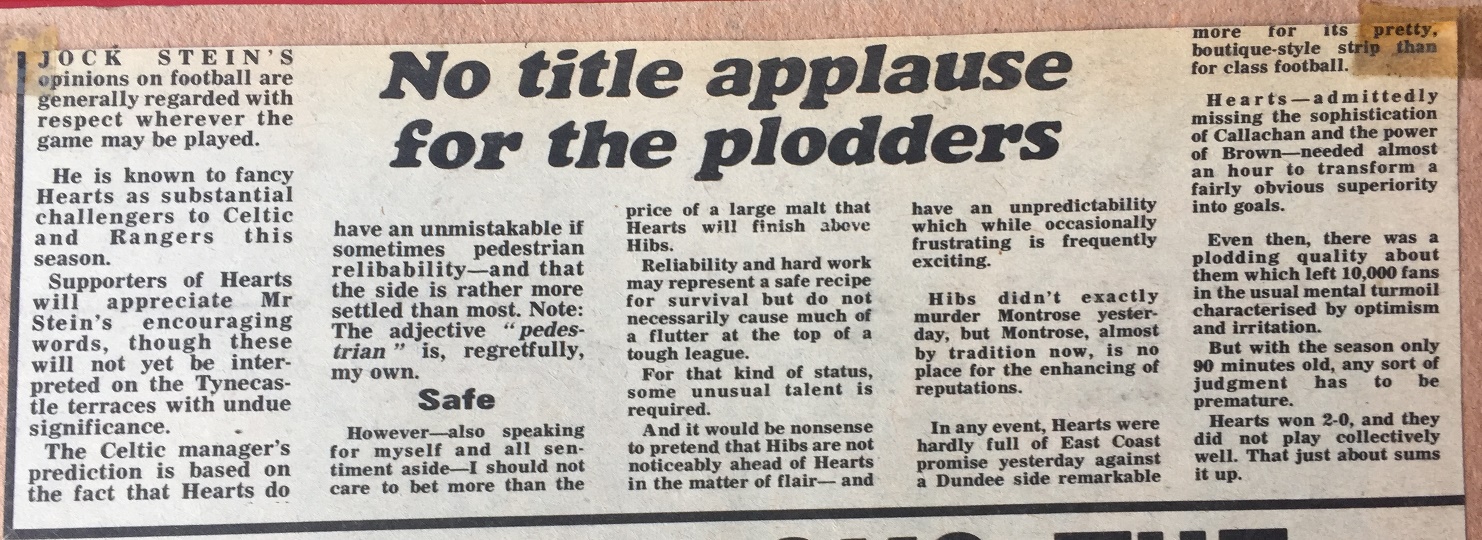 No title applause
for the plodders
JOCK STEIN'S
opinions on football are
generally regarded with
respect wherever the
game may be played.
He is known to fancy
Hearts as substantial
challengers to Celtic
and Rangers this
season.
Supporters of Hearts
will appreciate Mr
Stein's encouraging
words, though these
will not yet be inter-
preted on the Tynecas-
tle terraces with undue
significance.
The Celtic manager's
prediction is based on
the fact that Hearts do
have an unmistakable if
sometimes pedestrian
relibability—and that
the side is rather more
settled than most. Note:
The adjective "pedes-
trian" is, regretfully,
my own.
Safe
However—also speaking
for myself and all sen-
timent aside—I should not
care to bet more than the
price of a large malt that
Hearts will finish above
Hibs.
Reliability and hard work
may represent a safe recipe
for survival but do not
necessarily cause much of
a flutter at the top of a
tough league.
For that kind of status,
some unusual talent is
required.
And it would be nonsense
to pretend that Hibs are not
noticeably ahead of Hearts
in the matter of flair— and
have an unpredictability
which while occasionally
frustrating is frequently
exciting.
Hibs didn't exactly
murder Montrose yester-
day, but Montrose, almost
by tradition now, is no
place for the enhancing of
reputations.
In any event, Hearts were
hardly full of East Coast
promise yesterday against
a Dundee side remarkable
more for its pretty,
boutique-style strip than
for class football.
Hearts—admittedly
missing the sophistication
of Callachan and the power
of Brown—needed almost
an hour to transform a
fairly obvious superiority
into goals.
Even then, there was a
plodding quality about
them which left 10,000 fans
in the usual mental turmoil
characterised by optimism
and irritation.
But with the season only
90 minutes old, any sort of
judgment has to be
premature.
Hearts won 2-0, and they
did not play collectively
well. That just about sums
it up.